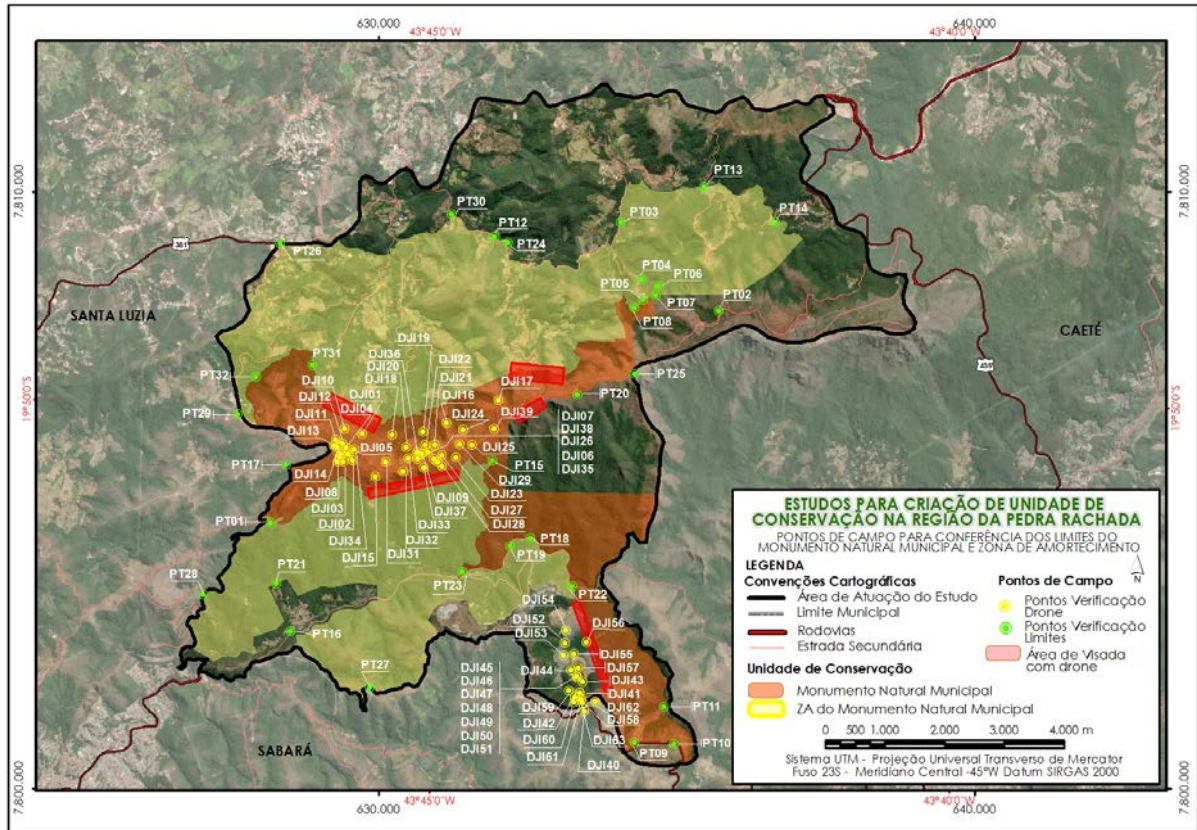 630.000
640.000
43°45'0"W
43°40'0"W
7.810.000
7.810.000
19°50'0"S
19°50'0"S
7.800.000
7.800.000
630.000
640.000
43°45'0"W
43°40'0"W
381
435
SANTA LUZIA
CAETÉ
SABARÁ
PT13
PT30
PT03
PT14
PT12
PT24
PT26
PT04
PT06
PT05
PT07
PT02
PT08
PT31
PT32
PT25
PT29
PT20
PT17
PT15
PT01
PT18
PT19
PT21
PT23
PT28
PT22
PT16
PT27
PT11
PT09
PT10
DJI19
DJI36
DJI20
DJI18
DJI22
DJI21
DJI16
DJI17
DJI10
DJI12
DJI01
DJI04
DJI11
DJI13
DJI24
DJI39
DJI05
DJI25
DJI07
DJI38
DJI26
DJI06
DJI35
DJI14
DJI08
DJI03
DJI02
DJI34
DJI15
DJI31
DJI32
DJI33
DJI37
DJI09
DJI29
DJI23
DJI27
DJI28
DJI54
DJI52
DJI53
DJI56
DJI55
DJI44
DJI57
DJI43
DJI45
DJI46
DJI47
DJI48
DJI49
DJI50
DJI51
DJI41
DJI59
DJI62
DJI42
DJI58
DJI60
DJI63
DJI61
DJI40
ESTUDOS PARA CRIAÇÃO DE UNIDADE DE
CONSERVAÇÃO NA REGIÃO DA PEDRA RACHADA
PONTOS DE CAMPO PARA CONFERÊNCIA DOS LIMITES DO
MONUMENTO NATURAL MUNICIPAL E ZONA DE AMORTECIMENTO
LEGENDA
Convenções Cartográficas
Área de Atuação do Estudo
Limite Municipal
Rodovias
Estrada Secundária
Unidade de Conservação
Monumento Natural Municipal
ZA do Monumento Natural Municipal
Pontos de Campo
Pontos Verificação
Drone
Pontos Verificação
Limites
Área de Visada
com drone
N
0 500 1.000 2.000 3.000 4.000 m
Sistema UTM - Projeção Universal Transverso de Mercator
Fuso 23S - Meridiano Central -45°W Datum SIRGAS 2000